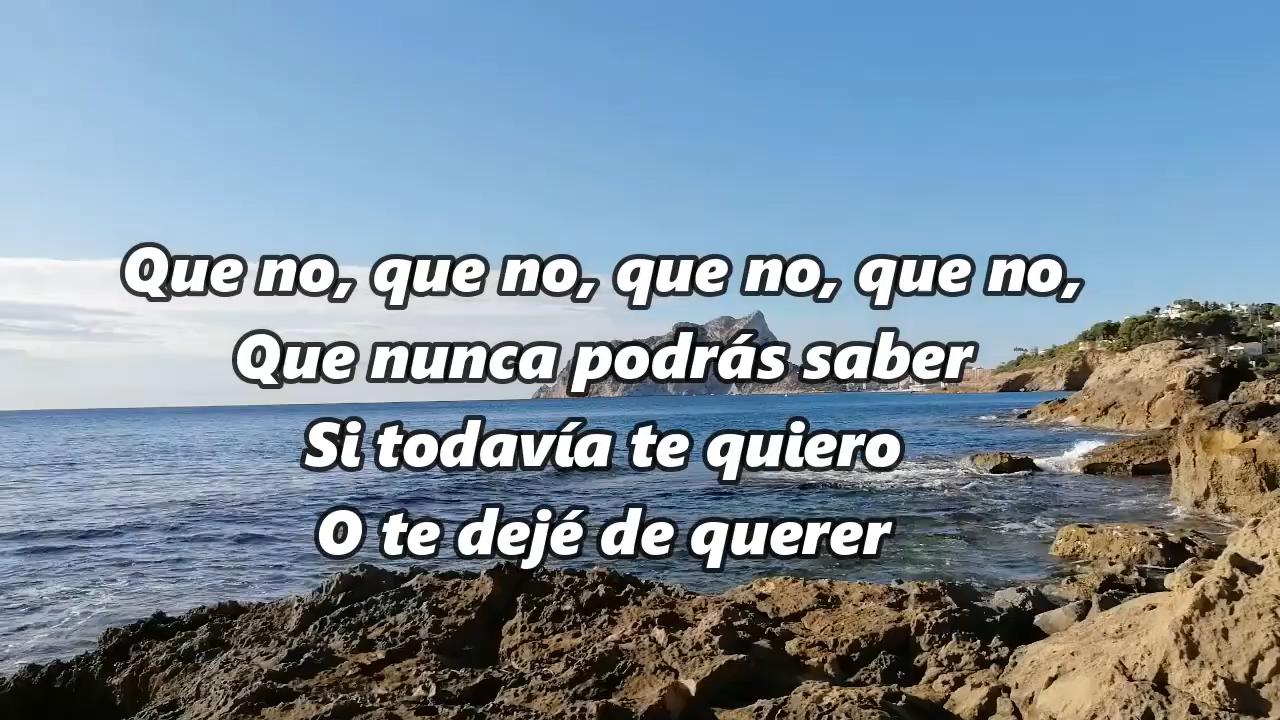 Que no, que no, que no, que no,
Que nunca podrás saber
Si todavía te quiero
O te dejé de querer